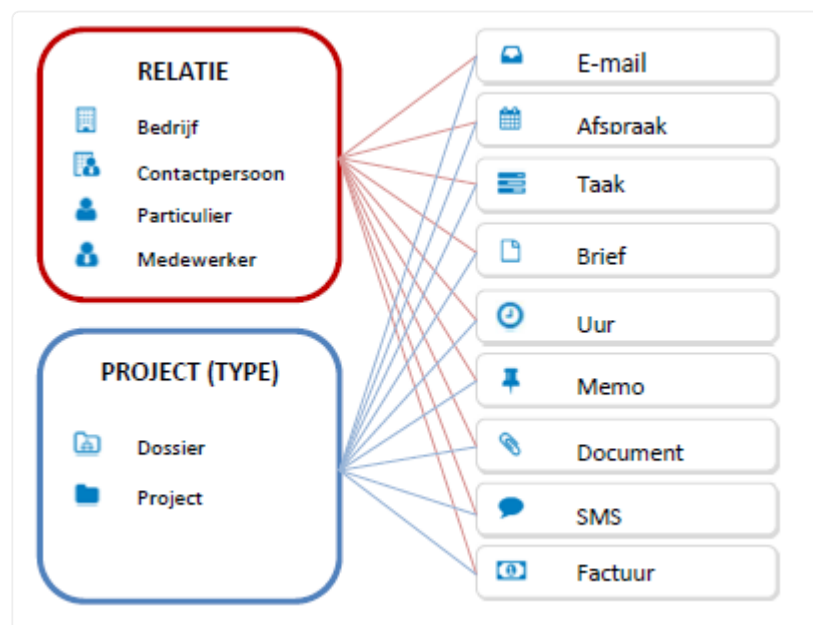 RELATIE
Bedrijf
Contactpersoon
Particulier
Medewerker
PROJECT (TYPE)
Dossier
Project
E-mail
Afspraak
Taak
Brief
Uur
Memo
Document
SMS
Factuur